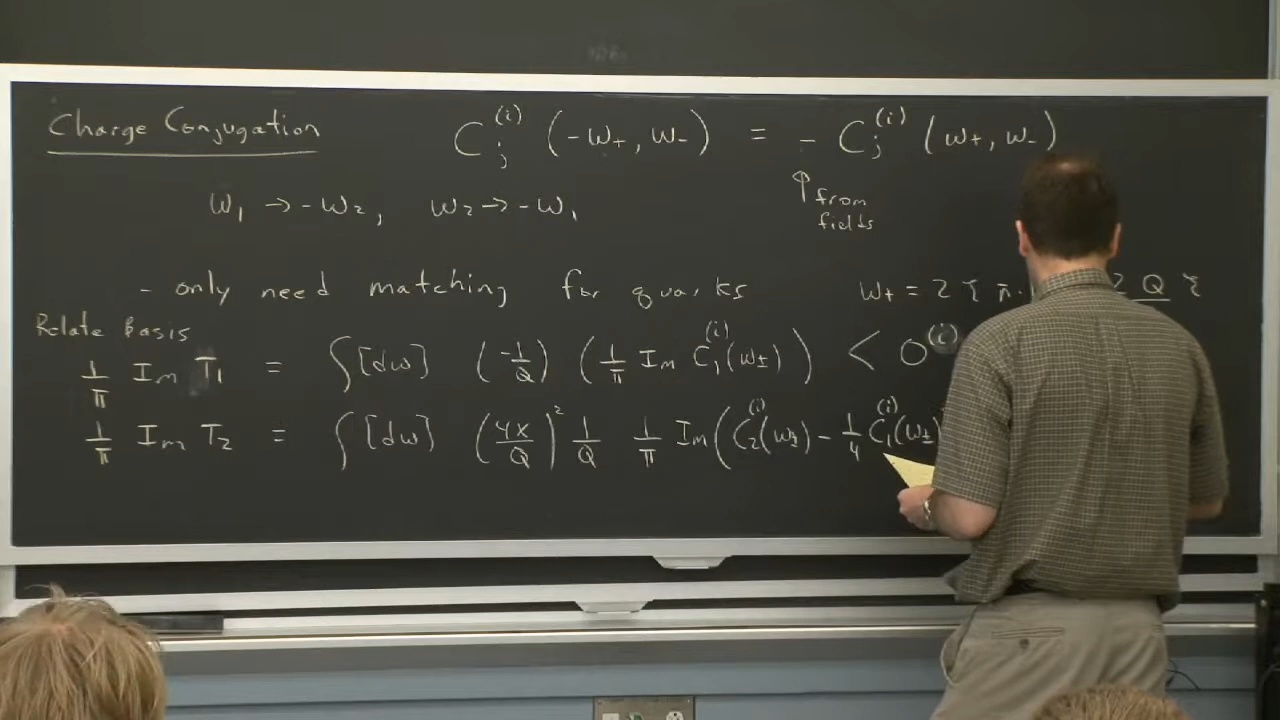 Charge Conjugation C_j^(i) (-ω+, ω-) = - C_j^(i) (ω+, ω-)
ω1 → -ω2, ω2 → -ω1 ↑ from fields
- only need matching for quarks ω+ = 2ξ n̄· 2Qξ
Relate Basis
1/π Im T1 = ∫[dω] (-1/Q) (1/π Im C1^(i)(ω±)) < O^(i)
1/π Im T2 = ∫[dω] (4x/Q)^2 1/Q 1/π Im (C2^(i)(ω±) - 1/4 C1^(i)(ω±)